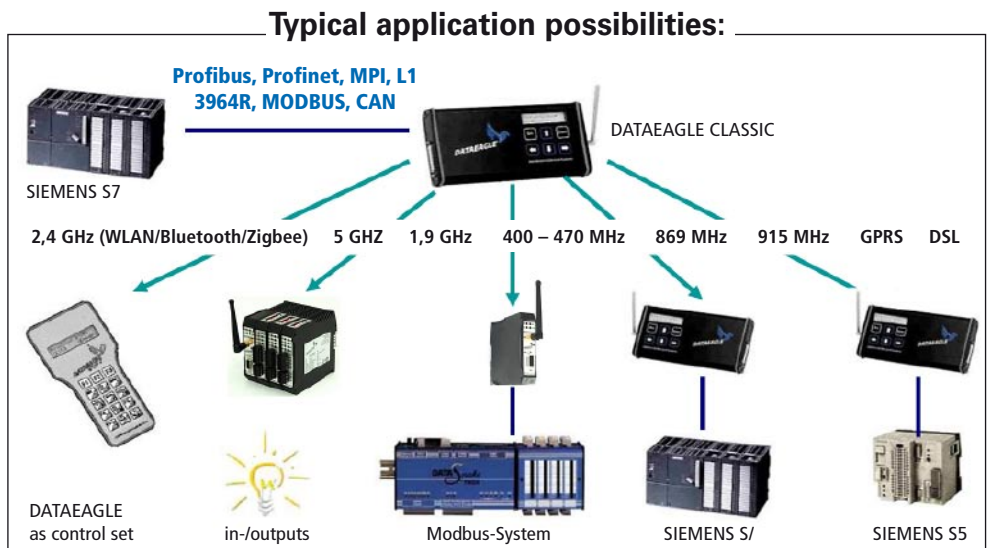 Typical application possibilities:
Profibus, Profinet, MPI, L1
3964R, MODBUS, CAN
DATAEAGLE
DATAEAGLE CLASSIC
SIEMENS S7
2,4 GHz (WLAN/Bluetooth/Zigbee) 5 GHZ 1,9 GHz 400 – 470 MHz 869 MHz 915 MHz GPRS DSL
DATAEAGLE
as control set
in-/outputs
Modbus-System
SIEMENS S/
SIEMENS S5